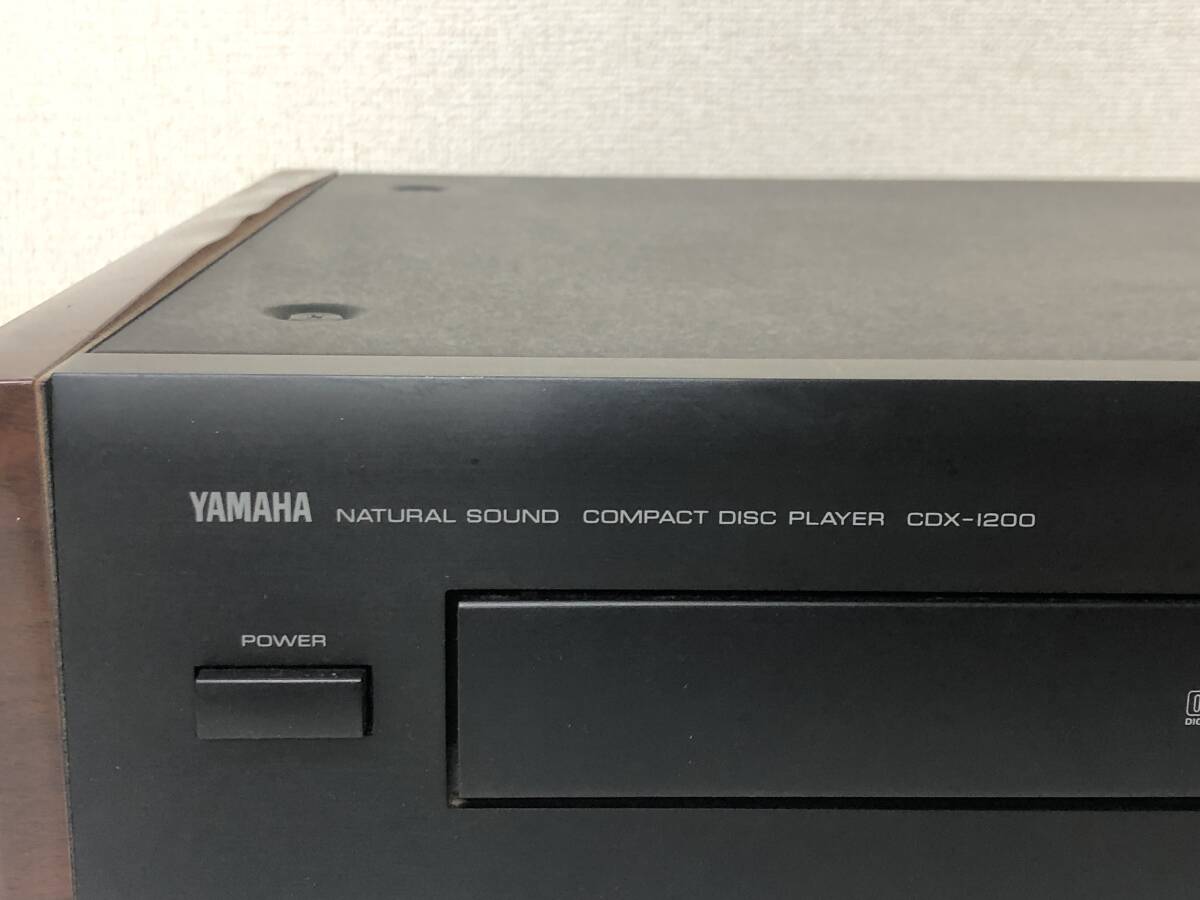 YAMAHA NATURAL SOUND COMPACT DISC PLAYER CDX-1200
POWER